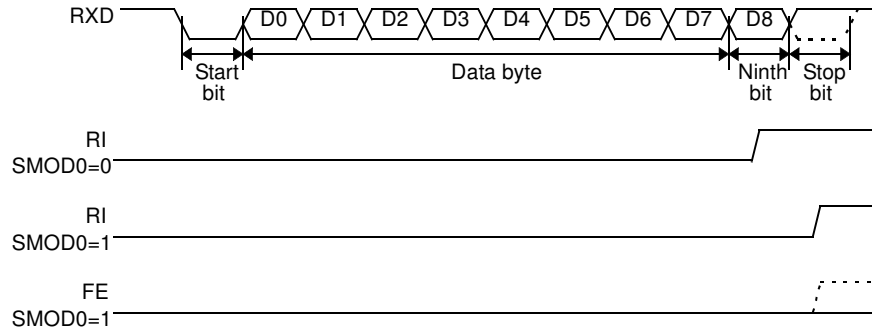 RXD D0 D1 D2 D3 D4 D5 D6 D7 D8
Start bit
Data byte
Ninth bit
Stop bit
RI
SMOD0=0
RI
SMOD0=1
FE
SMOD0=1